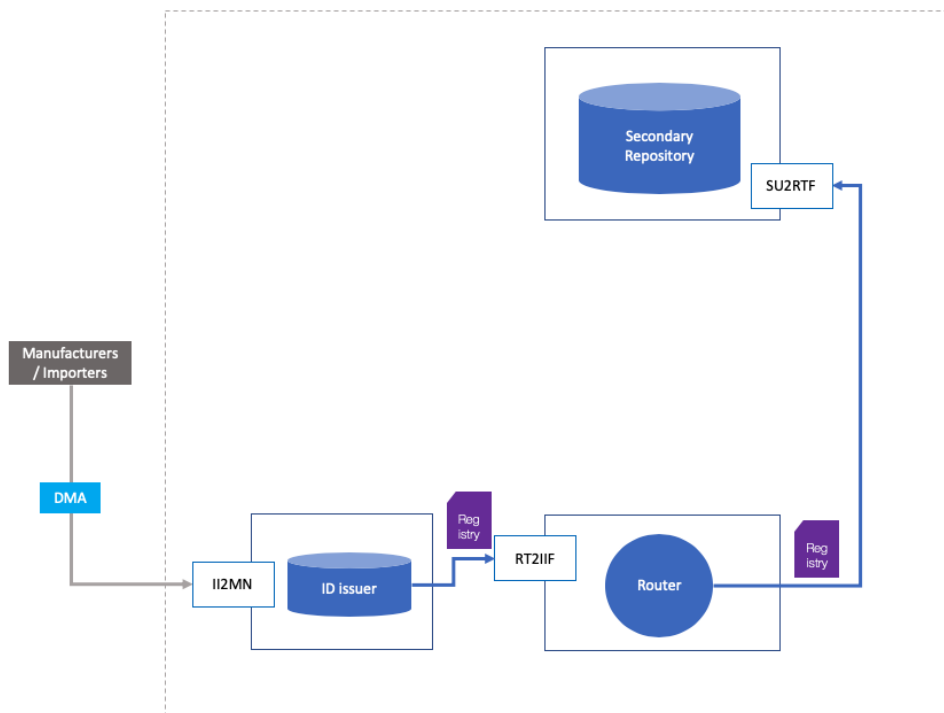 Secondary
Repository
SU2RTF
Manufacturers
/ Importers
DMA
Reg
istry
Reg
istry
II2MN
ID issuer
RT2IIF
Router